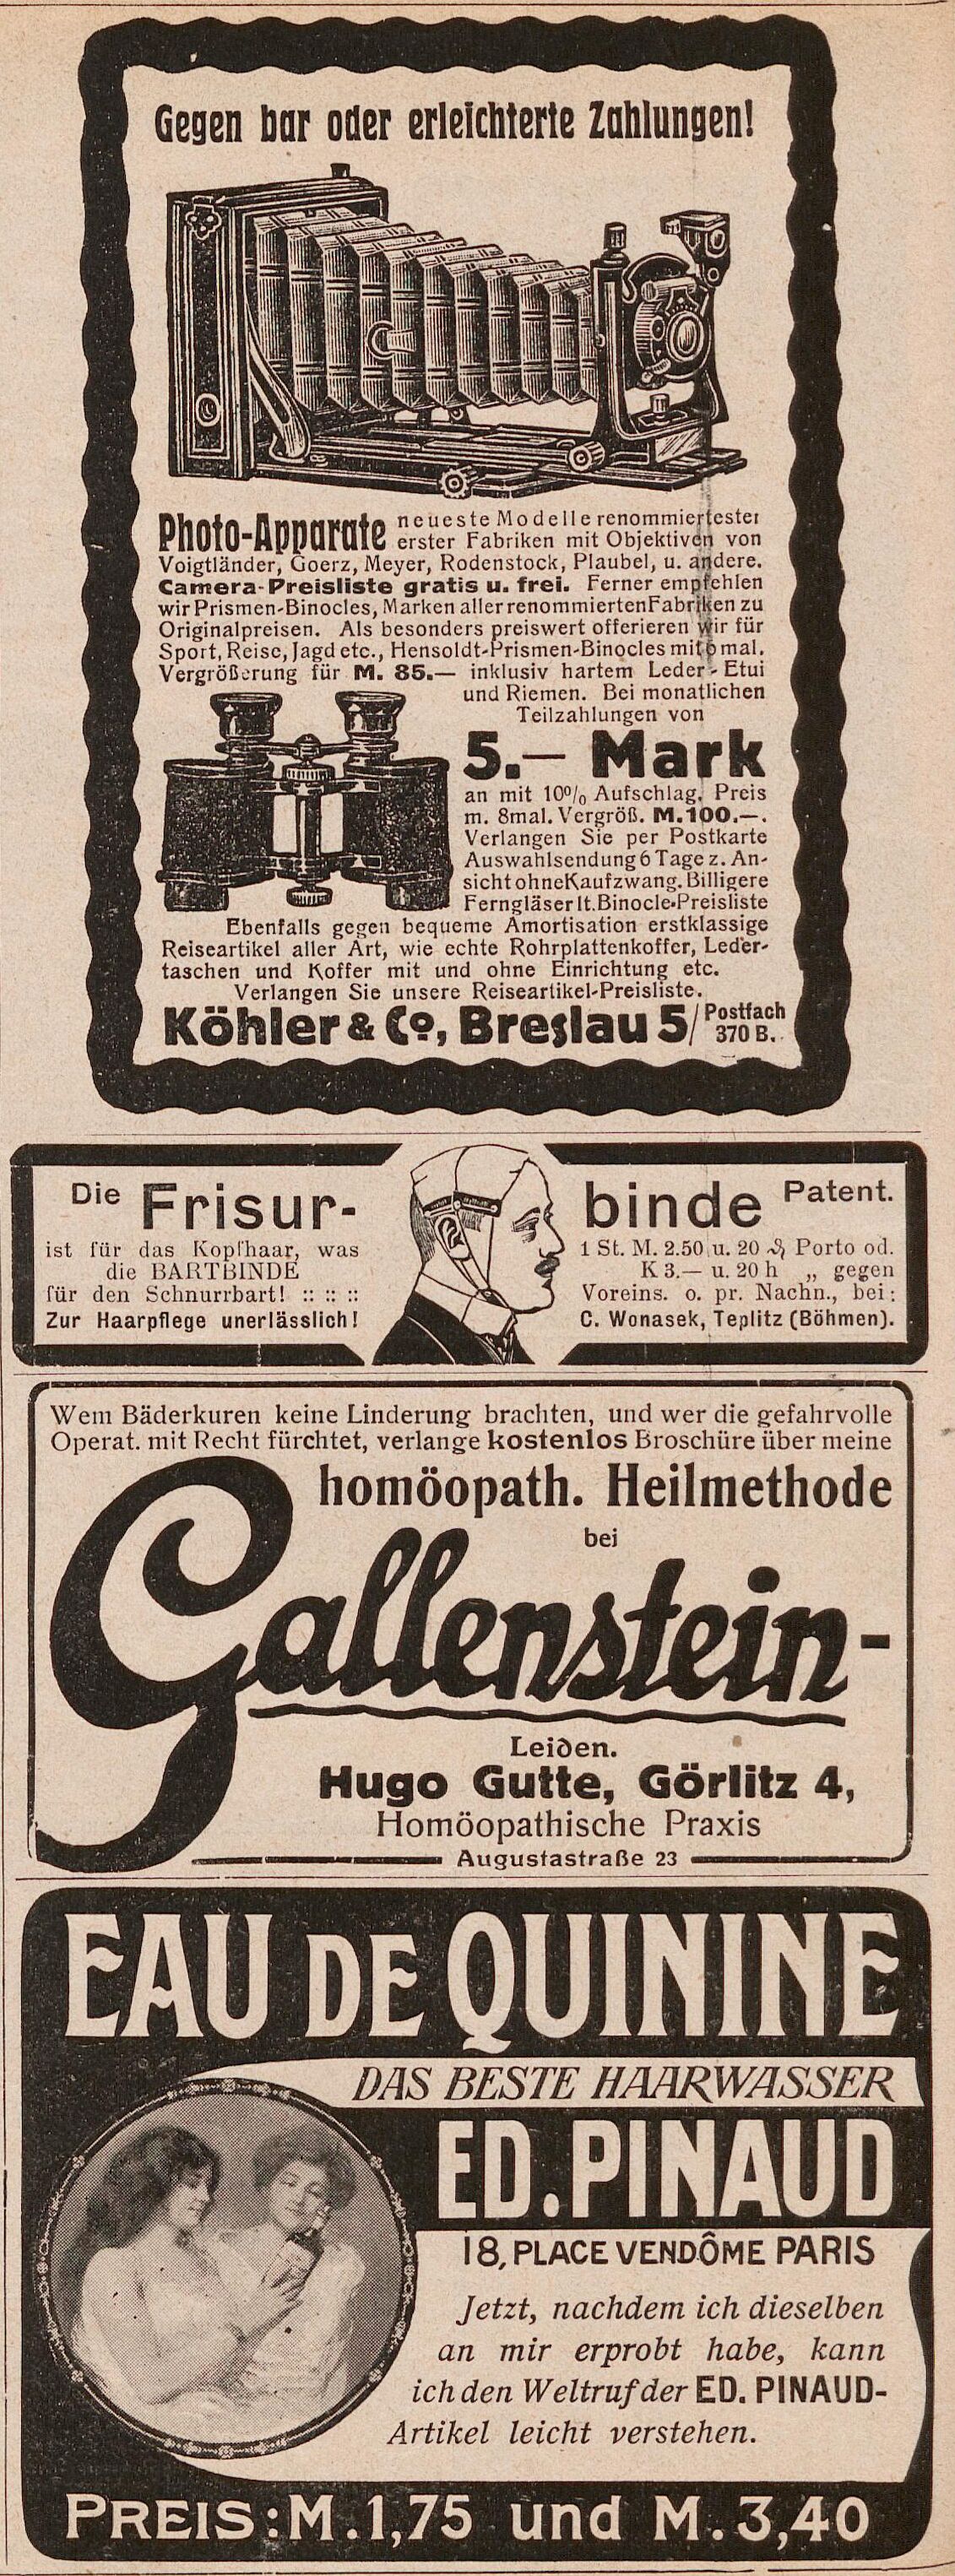 Gegen bar oder erleichterte Zahlungen!
Photo-Apparate neueste Modelle renommiertester
erster Fabriken mit Objektiven von
Voigtländer, Goerz, Meyer, Rodenstock, Plaubel, u. andere.
Camera-Preisliste gratis u. frei. Ferner empfehlen
wir Prismen-Binocles, Marken aller renommierten Fabriken zu
Originalpreisen. Als besonders preiswert offerieren wir für
Sport, Reise, Jagd etc., Hensoldt-Prismen-Binocles mit 6 mal.
Vergrößerung für M. 85.— inklusiv hartem Leder-Etui
und Riemen. Bei monatlichen
Teilzahlungen von
5.— Mark
an mit 10% Aufschlag. Preis
m. 8mal. Vergröß. M.100.—.
Verlangen Sie per Postkarte
Auswahlsendung 6 Tage z. An-
sicht ohne Kaufzwang. Billigere
Ferngläser lt. Binocle-Preisliste
Ebenfalls gegen bequeme Amortisation erstklassige
Reiseartikel aller Art, wie echte Rohrplattenkoffer, Leder-
taschen und Koffer mit und ohne Einrichtung etc.
Verlangen Sie unsere Reiseartikel-Preisliste.
Köhler & Co, Breslau 5/ Postfach
370 B.
Die Frisur-
ist für das Kopfhaar, was
die BARTBINDE
für den Schnurrbart! :: :: ::
Zur Haarpflege unerlässlich!
binde Patent.
1 St. M. 2.50 u. 20 ₰ Porto od.
K 3.— u. 20 h „ gegen
Voreins. o. pr. Nachn., bei:
C. Wonasek, Teplitz (Böhmen).
Wem Bäderkuren keine Linderung brachten, und wer die gefahrvolle
Operat. mit Recht fürchtet, verlange kostenlos Broschüre über meine
homöopath. Heilmethode
bei
Gallenstein-
Leiden.
Hugo Gutte, Görlitz 4,
Homöopathische Praxis
Augustastraße 23
EAU DE QUININE
DAS BESTE HAARWASSER
ED. PINAUD
18, PLACE VENDÔME PARIS
Jetzt, nachdem ich dieselben
an mir erprobt habe, kann
ich den Weltruf der ED. PINAUD-
Artikel leicht verstehen.
PREIS: M. 1,75 und M. 3,40